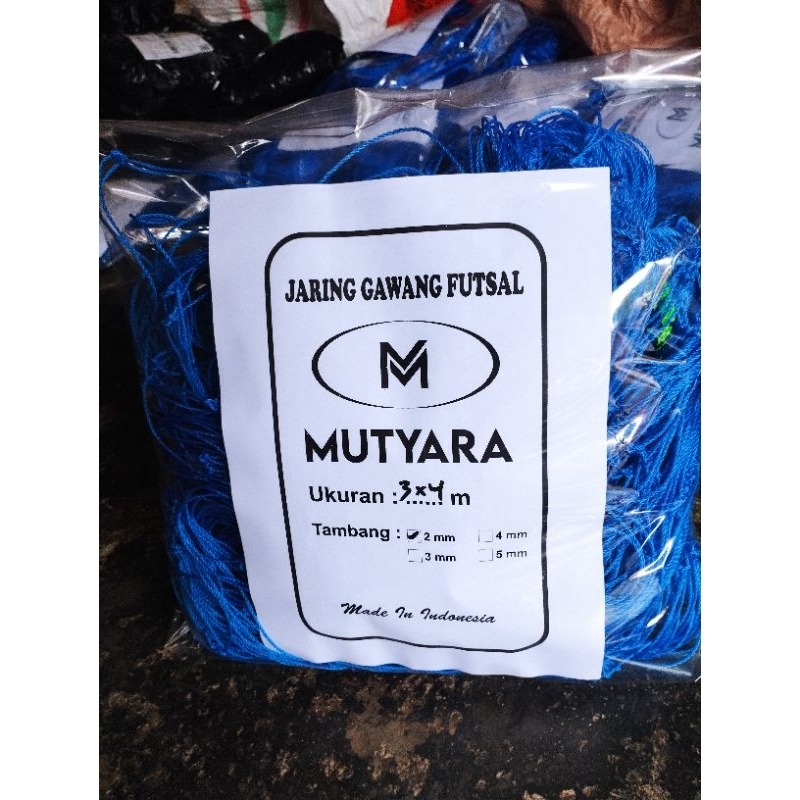 JARING GAWANG FUTSAL
M
MUTYARA
Ukuran : 3x4 m
Tambang : 2 mm 4 mm
3 mm 5 mm
Made In Indonesia
M